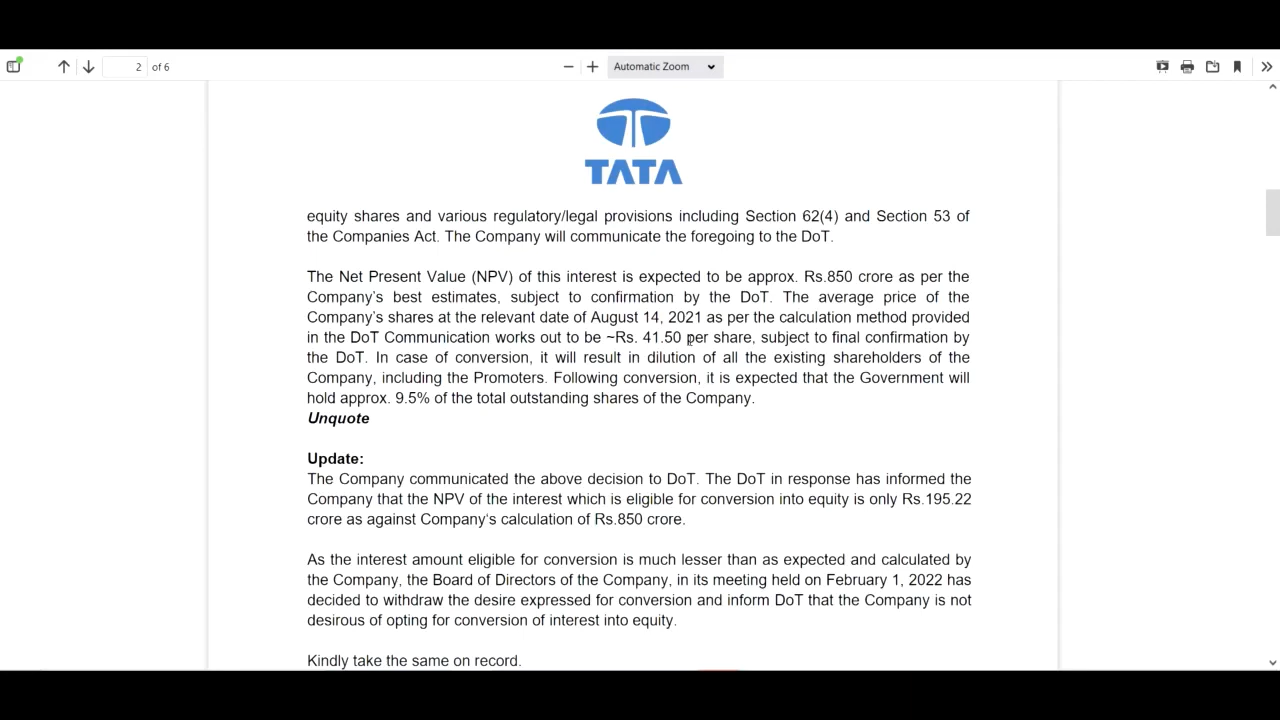 2 of 6
Automatic Zoom
TATA
equity shares and various regulatory/legal provisions including Section 62(4) and Section 53 of
the Companies Act. The Company will communicate the foregoing to the DoT.
The Net Present Value (NPV) of this interest is expected to be approx. Rs.850 crore as per the
Company's best estimates, subject to confirmation by the DoT. The average price of the
Company's shares at the relevant date of August 14, 2021 as per the calculation method provided
in the DoT Communication works out to be ~Rs. 41.50 per share, subject to final confirmation by
the DoT. In case of conversion, it will result in dilution of all the existing shareholders of the
Company, including the Promoters. Following conversion, it is expected that the Government will
hold approx. 9.5% of the total outstanding shares of the Company.
Unquote
Update:
The Company communicated the above decision to DoT. The DoT in response has informed the
Company that the NPV of the interest which is eligible for conversion into equity is only Rs.195.22
crore as against Company's calculation of Rs.850 crore.
As the interest amount eligible for conversion is much lesser than as expected and calculated by
the Company, the Board of Directors of the Company, in its meeting held on February 1, 2022 has
decided to withdraw the desire expressed for conversion and inform DoT that the Company is not
desirous of opting for conversion of interest into equity.
Kindly take the same on record.